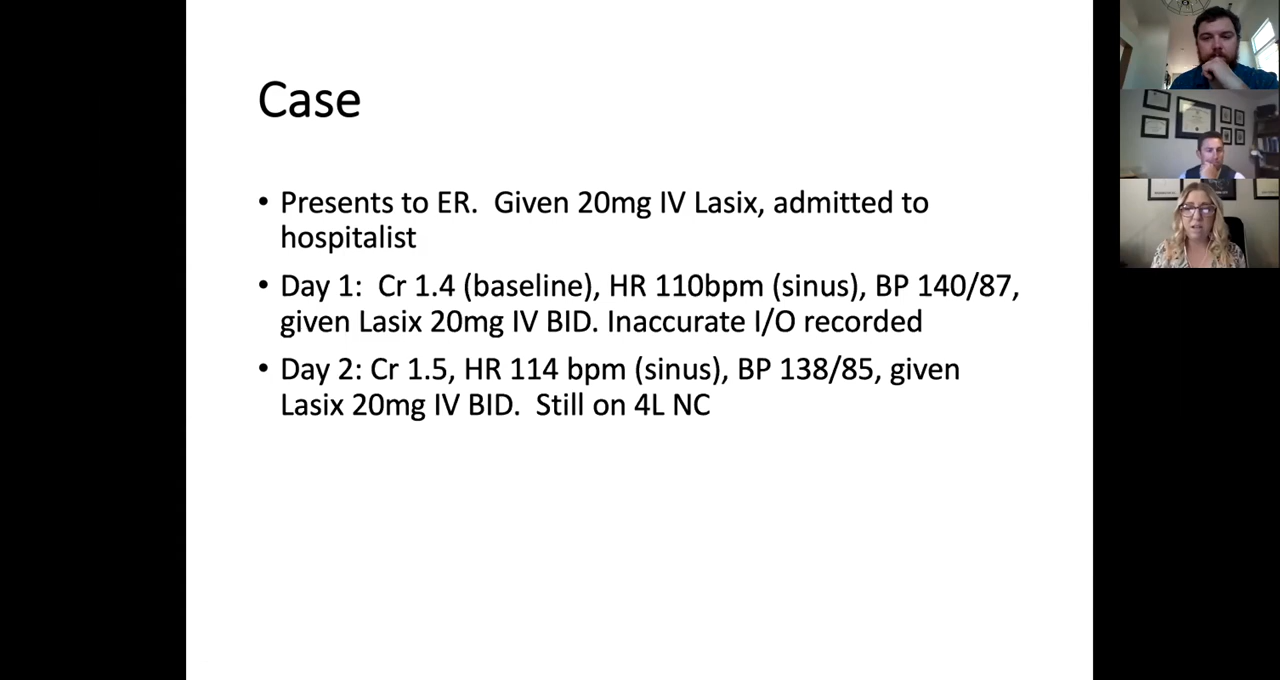 Case
• Presents to ER.  Given 20mg IV Lasix, admitted to
hospitalist
• Day 1:  Cr 1.4 (baseline), HR 110bpm (sinus), BP 140/87,
given Lasix 20mg IV BID. Inaccurate I/O recorded
• Day 2: Cr 1.5, HR 114 bpm (sinus), BP 138/85, given
Lasix 20mg IV BID.  Still on 4L NC